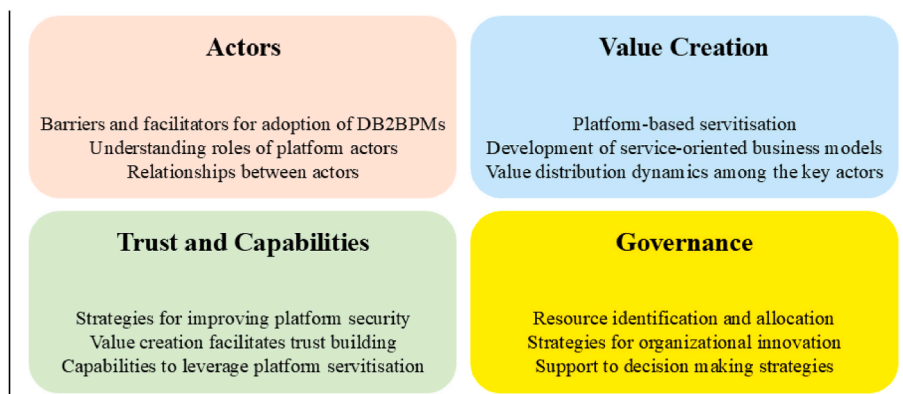 Actors
Barriers and facilitators for adoption of DB2BPMs
Understanding roles of platform actors
Relationships between actors
Value Creation
Platform-based servitisation
Development of service-oriented business models
Value distribution dynamics among the key actors
Trust and Capabilities
Strategies for improving platform security
Value creation facilitates trust building
Capabilities to leverage platform servitisation
Governance
Resource identification and allocation
Strategies for organizational innovation
Support to decision making strategies